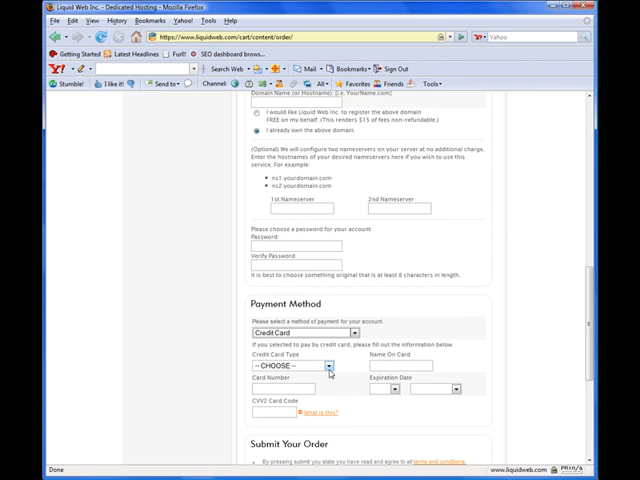 Liquid Web Inc. - Dedicated Hosting - Mozilla Firefox
File Edit View History Bookmarks Yahoo! Tools Help
https://www.liquidweb.com/cart/content/order/
Yahoo
Getting Started Latest Headlines Furl! SEO dashboard brows...
Search Web Mail Bookmarks Sign Out
Stumble! I like it! Send to Channel: All Favorites Friends Tools
Domain Name (or Hostname) [i.e. YourName.com]
I would like Liquid Web Inc. to register the above domain
FREE on my behalf. (This renders $15 of fees non-refundable.)
I already own the above domain.
(Optional) We will configure two nameservers on your server at no additional charge.
Enter the hostnames of your desired nameservers here if you wish to use this
service. For example:
ns1.yourdomain.com
ns2.yourdomain.com
1st Nameserver 2nd Nameserver
Please choose a password for your account:
Password:
Verify Password:
It is best to choose something original that is at least 8 characters in length.
Payment Method
Please select a method of payment for your account.
Credit Card
If you selected to pay by credit card, please fill out the information below.
Credit Card Type Name On Card
-- CHOOSE --
Card Number Expiration Date
CVV2 Card Code
What is this?
Submit Your Order
By pressing submit you state you have read and agree to all terms and conditions.
Done www.liquidweb.com